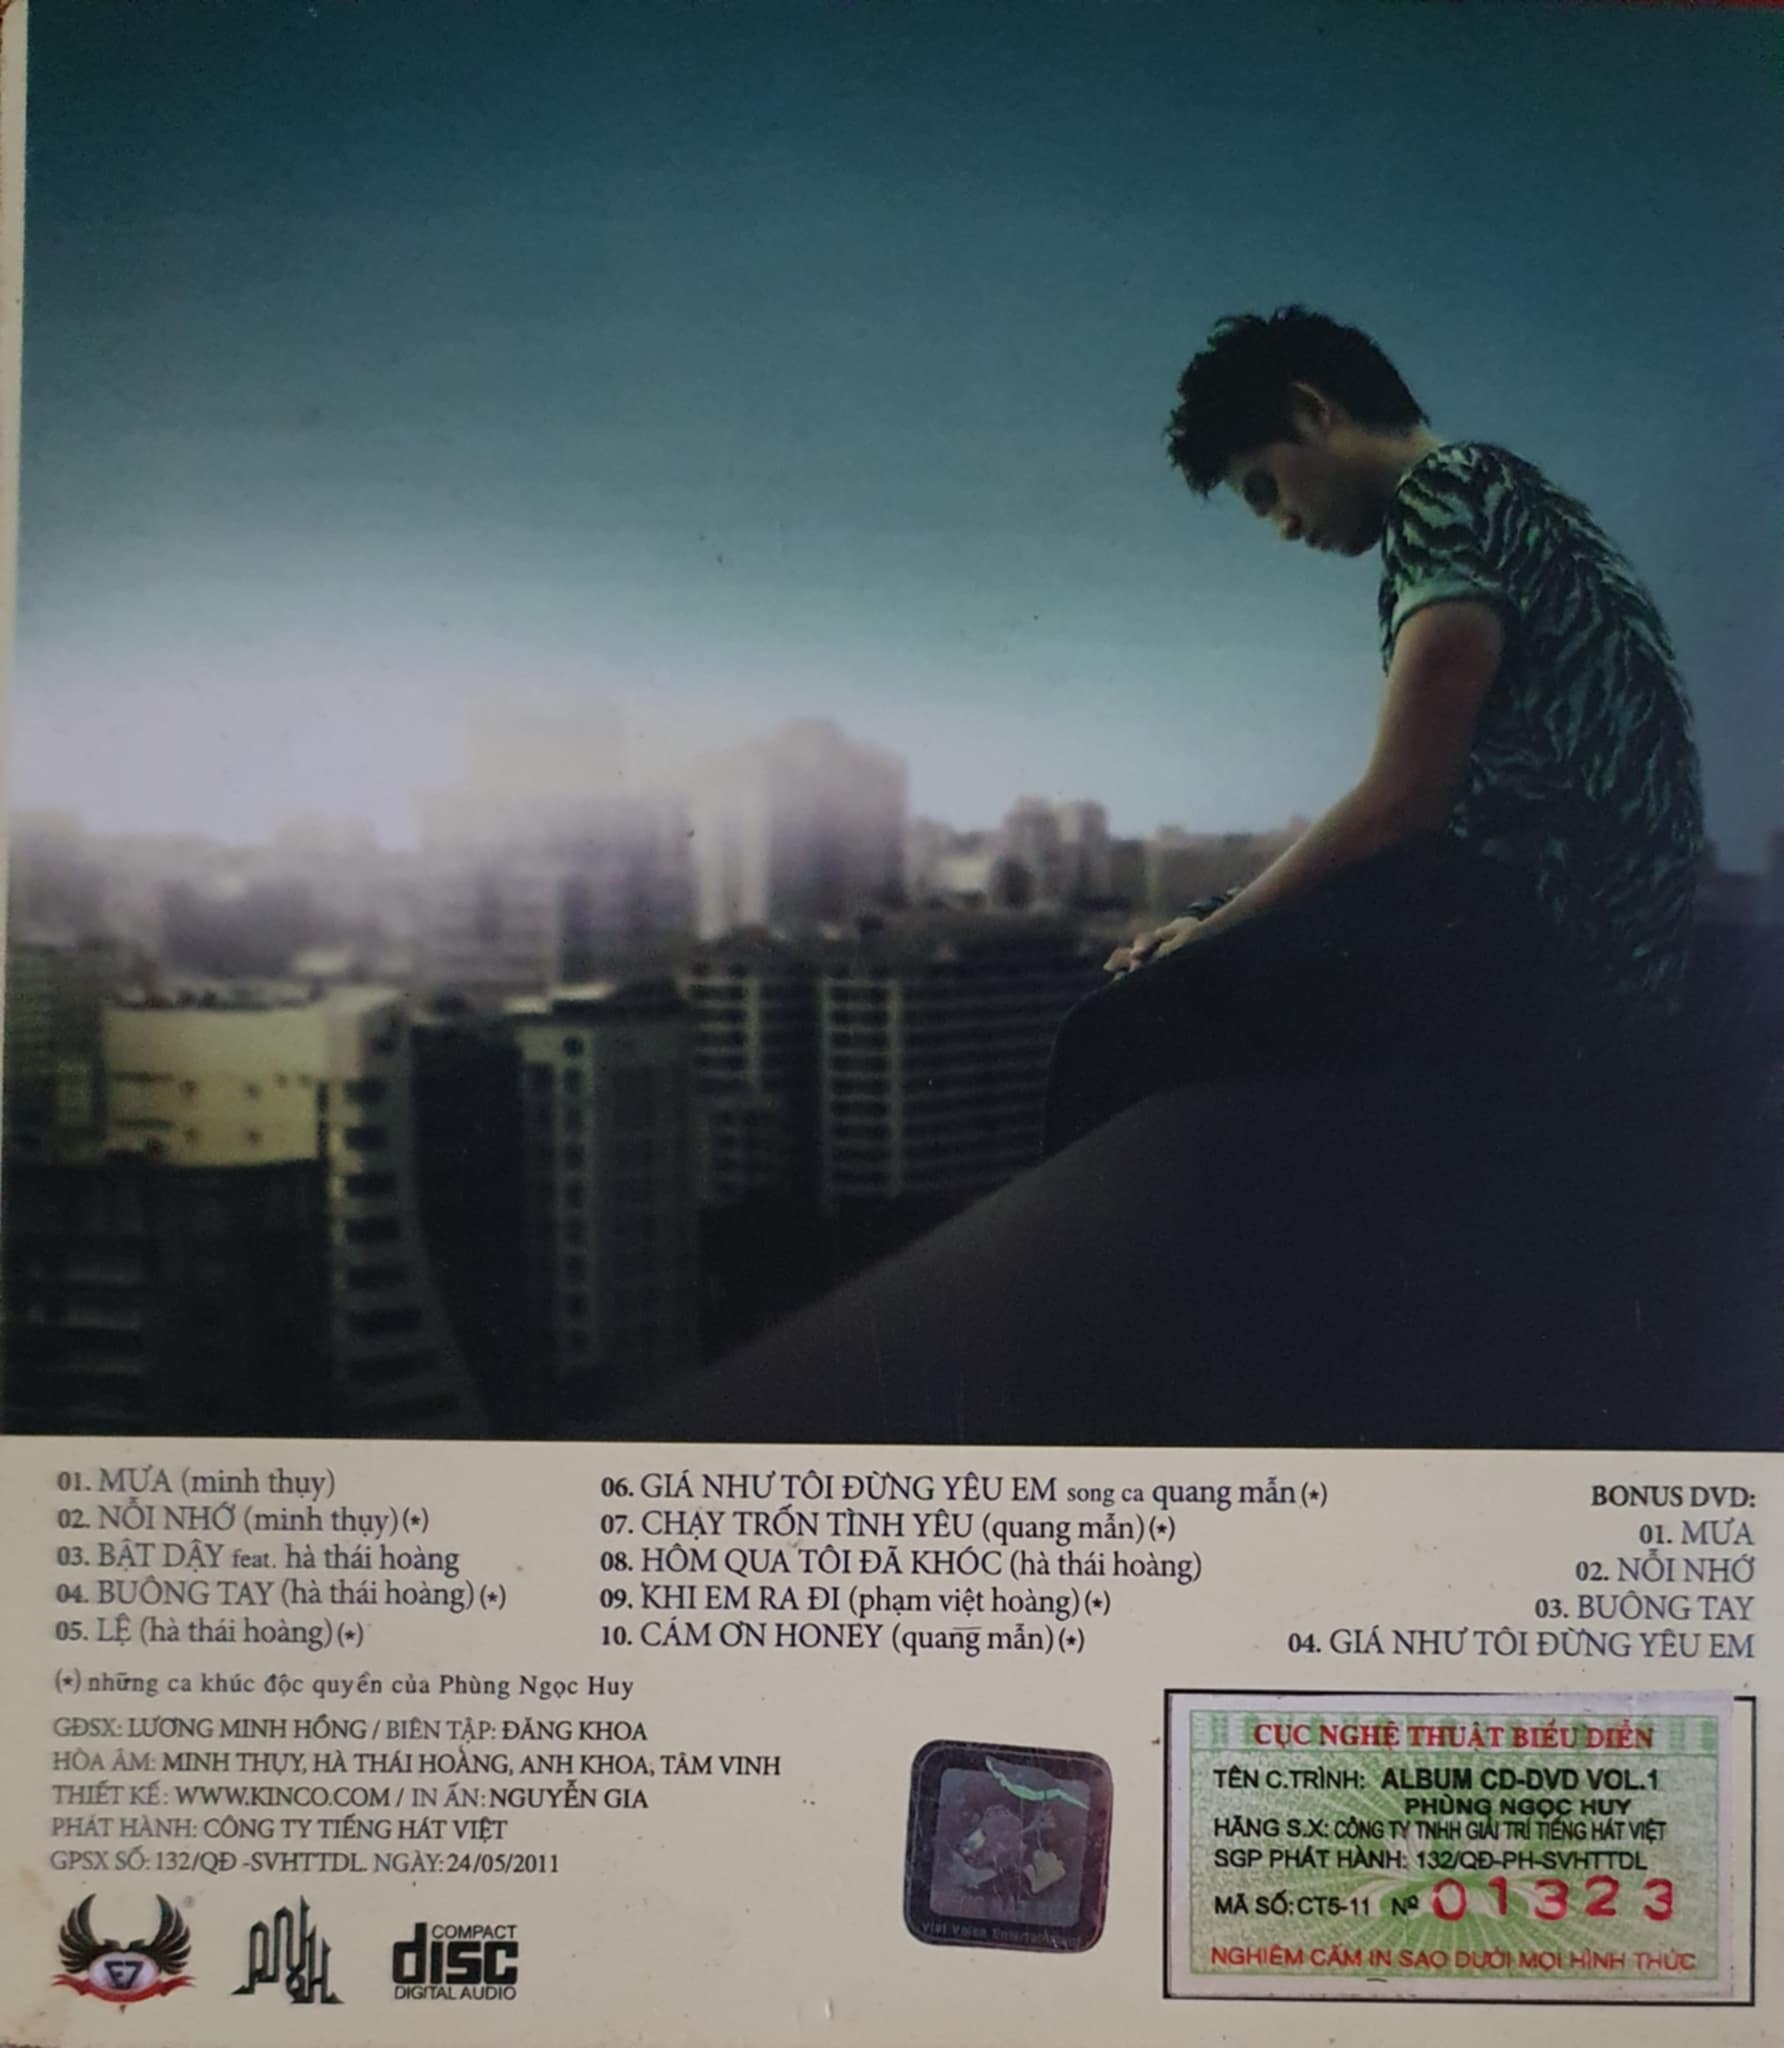 01. MƯA (minh thụy)
02. NỖI NHỚ (minh thụy)(*)
03. BẬT DẬY feat. hà thái hoàng
04. BUÔNG TAY (hà thái hoàng)(*)
05. LỆ (hà thái hoàng)(*)
06. GIÁ NHƯ TÔI ĐỪNG YÊU EM song ca quang mẫn(*)
07. CHẠY TRỐN TÌNH YÊU (quang mẫn)(*)
08. HÔM QUA TÔI ĐÃ KHÓC (hà thái hoàng)
09. KHI EM RA ĐI (phạm việt hoàng)(*)
10. CÁM ƠN HONEY (quang mẫn)(*)
BONUS DVD:
01. MƯA
02. NỖI NHỚ
03. BUÔNG TAY
04. GIÁ NHƯ TÔI ĐỪNG YÊU EM
(*) những ca khúc độc quyền của Phùng Ngọc Huy
GĐSX: LƯƠNG MINH HỒNG / BIÊN TẬP: ĐĂNG KHOA
HÒA ÂM: MINH THỤY, HÀ THÁI HOÀNG, ANH KHOA, TÂM VINH
THIẾT KẾ: WWW.KINCO.COM / IN ẤN: NGUYỄN GIA
PHÁT HÀNH: CÔNG TY TIẾNG HÁT VIỆT
GPSX SỐ: 132/QĐ -SVHTTDL. NGÀY: 24/05/2011
COMPACT
disc
DIGITAL AUDIO
Viet Voice Entertainment
CỤC NGHỆ THUẬT BIỂU DIỄN
TÊN C.TRÌNH: ALBUM CD-DVD VOL.1
PHÙNG NGỌC HUY
HÃNG S.X: CÔNG TY TNHH GIẢI TRÍ TIẾNG HÁT VIỆT
SGP PHÁT HÀNH: 132/QĐ-PH-SVHTTDL
MÃ SỐ: CT5-11 Nº 01323
NGHIÊM CẤM IN SAO DƯỚI MỌI HÌNH THỨC